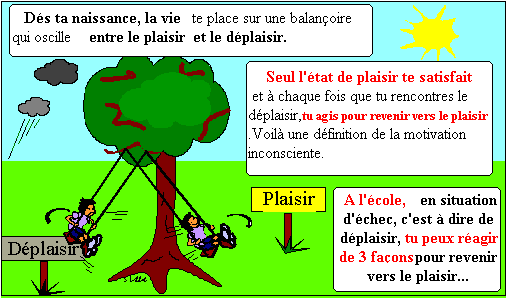 Dés ta naissance, la vie te place sur une balançoire
qui oscille entre le plaisir et le déplaisir.
Seul l'état de plaisir te satisfait
et à chaque fois que tu rencontres le
déplaisir,tu agis pour revenir vers le plaisir
.Voilà une définition de la motivation
inconsciente.
Plaisir
Déplaisir
A l'école, en situation
d'échec, c'est à dire de
déplaisir, tu peux réagir
de 3 facons pour revenir
vers le plaisir...